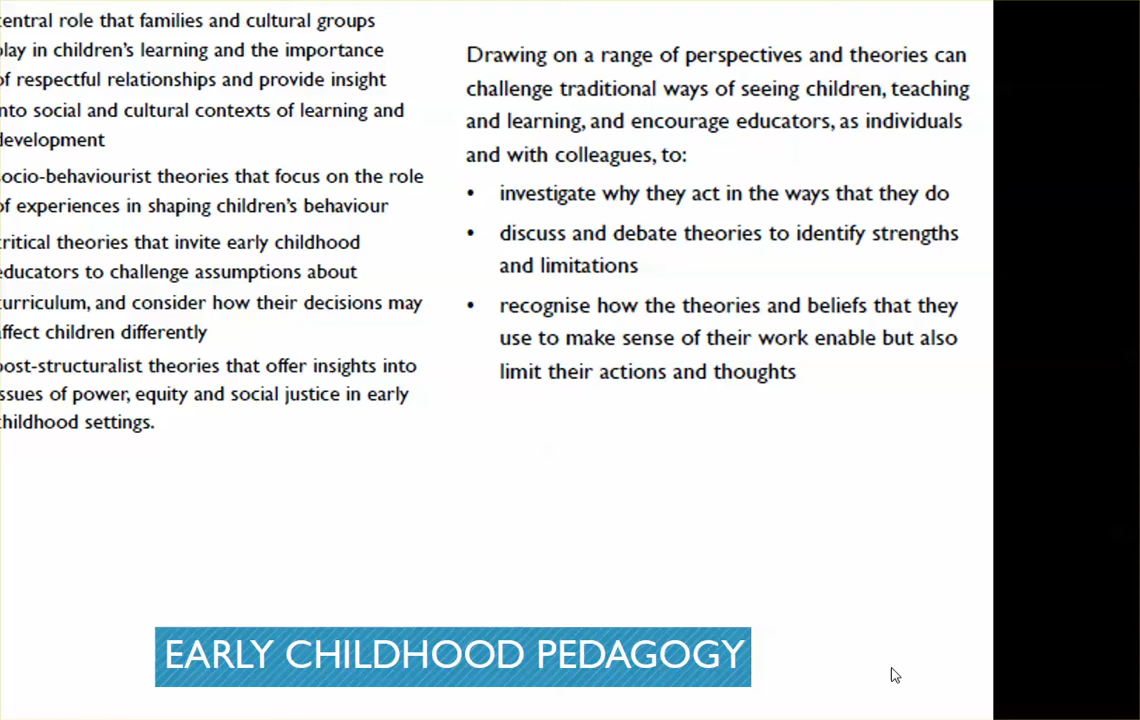 entral role that families and cultural groups
lay in children's learning and the importance
of respectful relationships and provide insight
nto social and cultural contexts of learning and
development
ocio-behaviourist theories that focus on the role
of experiences in shaping children's behaviour
critical theories that invite early childhood
educators to challenge assumptions about
curriculum, and consider how their decisions may
affect children differently
post-structuralist theories that offer insights into
ssues of power, equity and social justice in early
childhood settings.
Drawing on a range of perspectives and theories can
challenge traditional ways of seeing children, teaching
and learning, and encourage educators, as individuals
and with colleagues, to:
• investigate why they act in the ways that they do
• discuss and debate theories to identify strengths
and limitations
• recognise how the theories and beliefs that they
use to make sense of their work enable but also
limit their actions and thoughts
EARLY CHILDHOOD PEDAGOGY